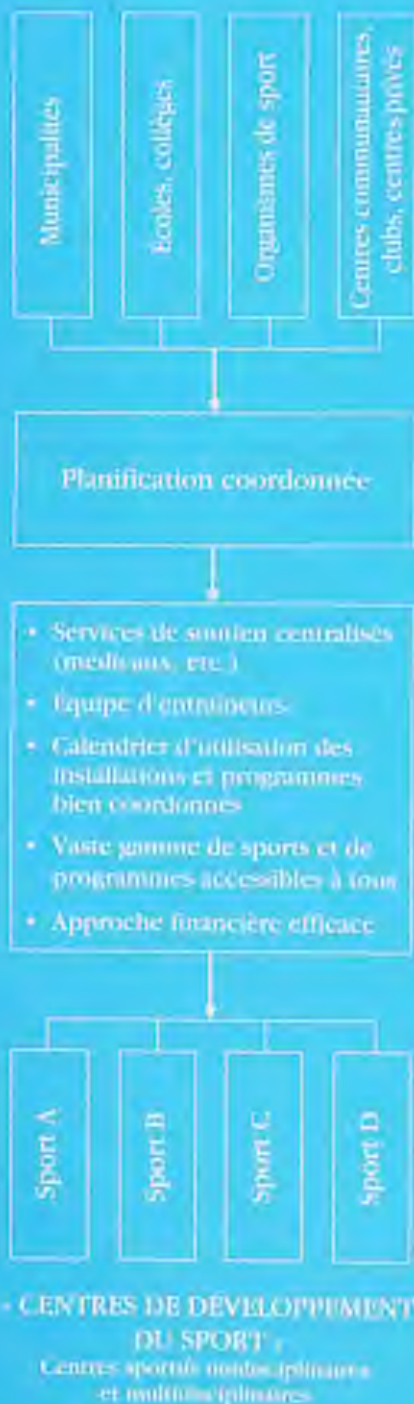 Municipalités
Écoles, collèges
Organismes de sport
Centres communautaires,
clubs, centres privés
Planification coordonnée
• Services de soutien centralisés
(médicaux, etc.)
• Équipe d'entraîneurs
• Calendrier d'utilisation des
installations et programmes
bien coordonnés
• Vaste gamme de sports et de
programmes accessibles à tous
• Approche financière efficace
Sport A
Sport B
Sport C
Sport D
« CENTRES DE DÉVELOPPEMENT
DU SPORT »
Centres sportifs unidisciplinaires
et multidisciplinaires